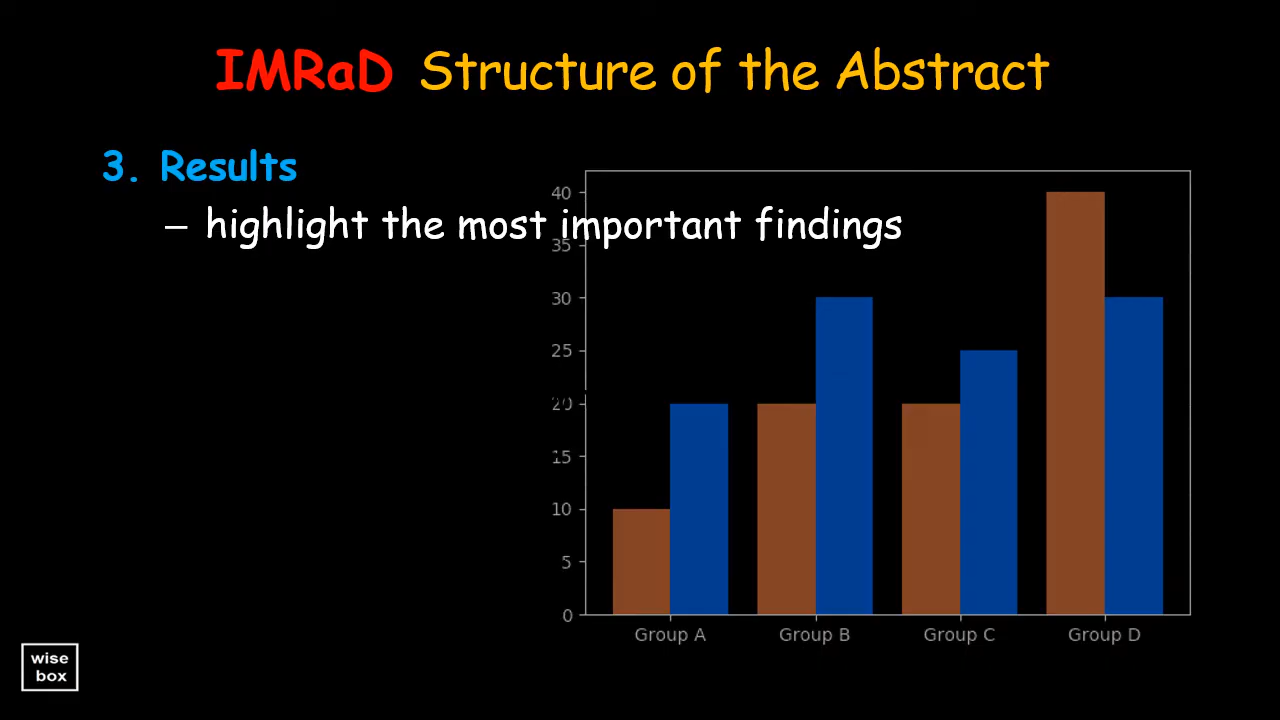 IMRaD Structure of the Abstract
3. Results
– highlight the most important findings
40
35
30
25
20
15
10
5
0
Group A Group B Group C Group D
wise
box